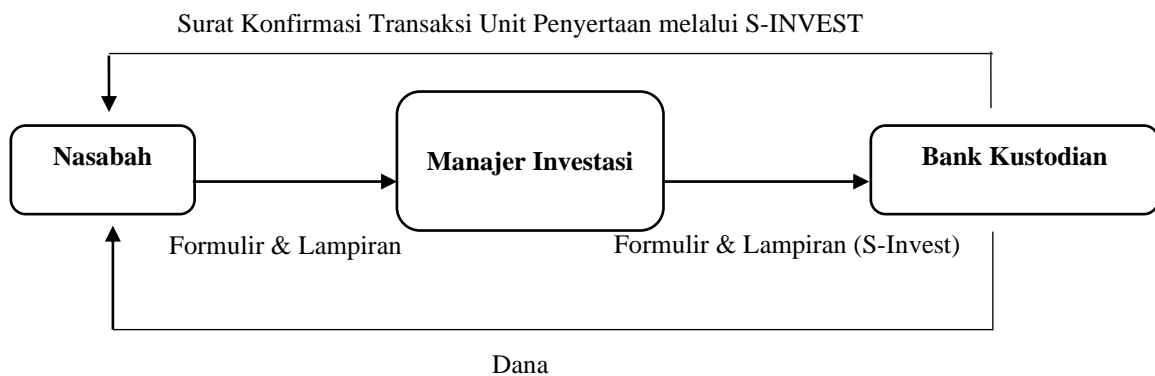 Surat Konfirmasi Transaksi Unit Penyertaan melalui S-INVEST
Nasabah
Manajer Investasi
Bank Kustodian
Formulir & Lampiran
Formulir & Lampiran (S-Invest)
Dana